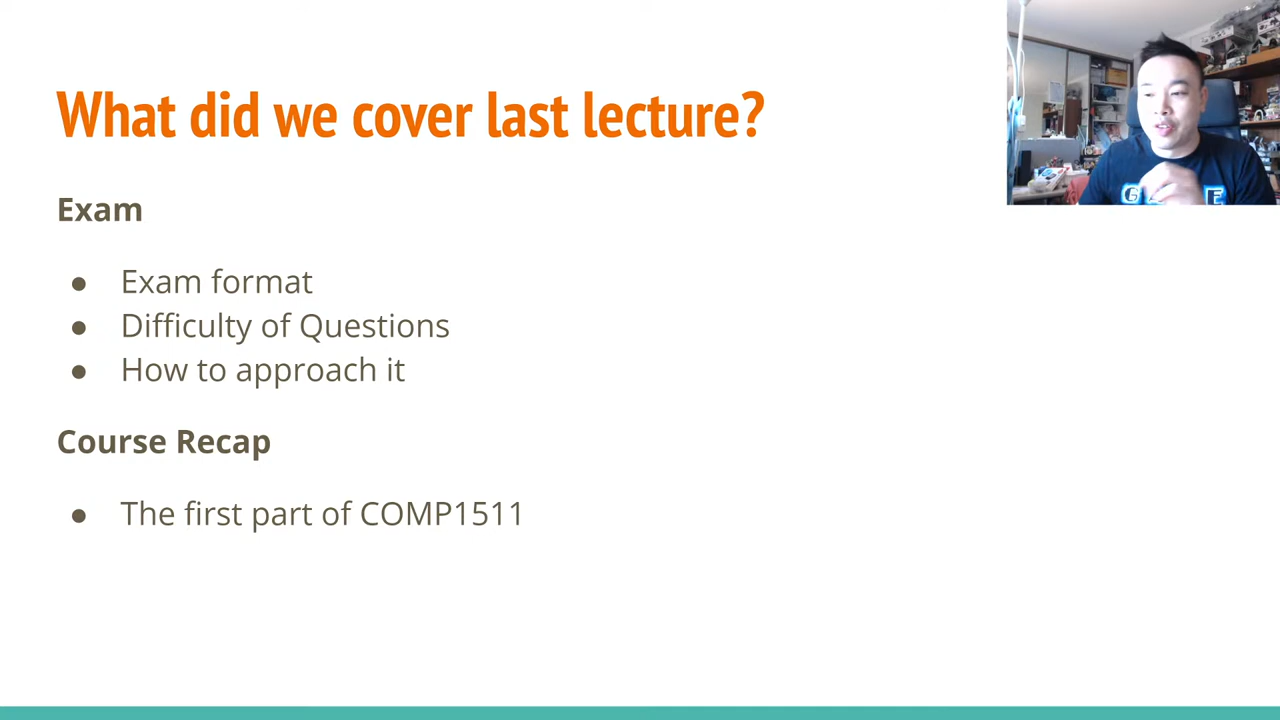 What did we cover last lecture?
Exam
● Exam format
● Difficulty of Questions
● How to approach it
Course Recap
● The first part of COMP1511